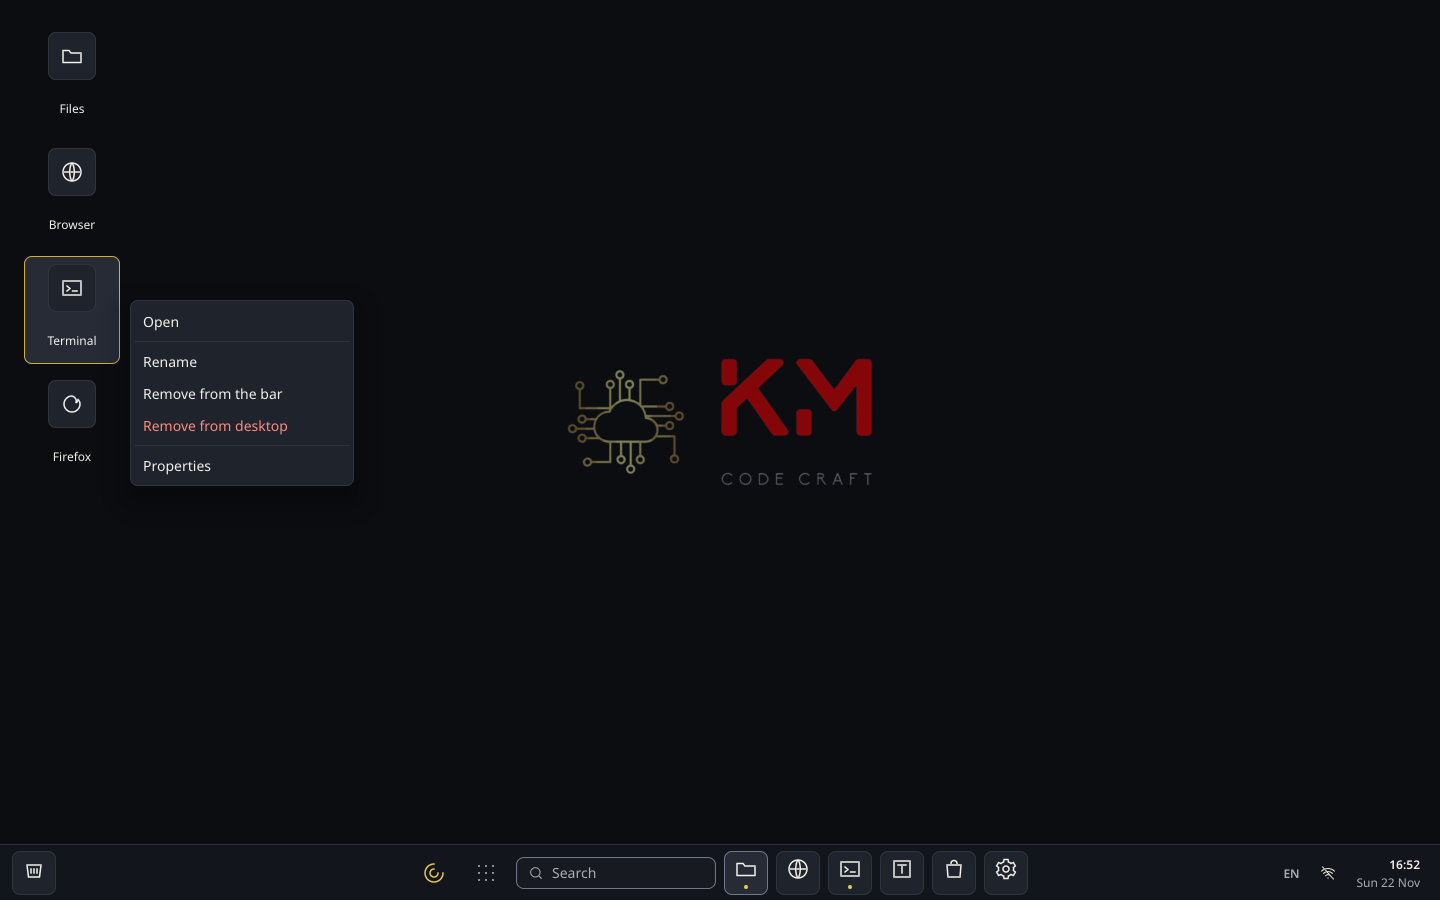 Files
Browser
Terminal
Firefox
Open
Rename
Remove from the bar
Remove from desktop
Properties
KM
CODE CRAFT
Search
EN
16:52
Sun 22 Nov